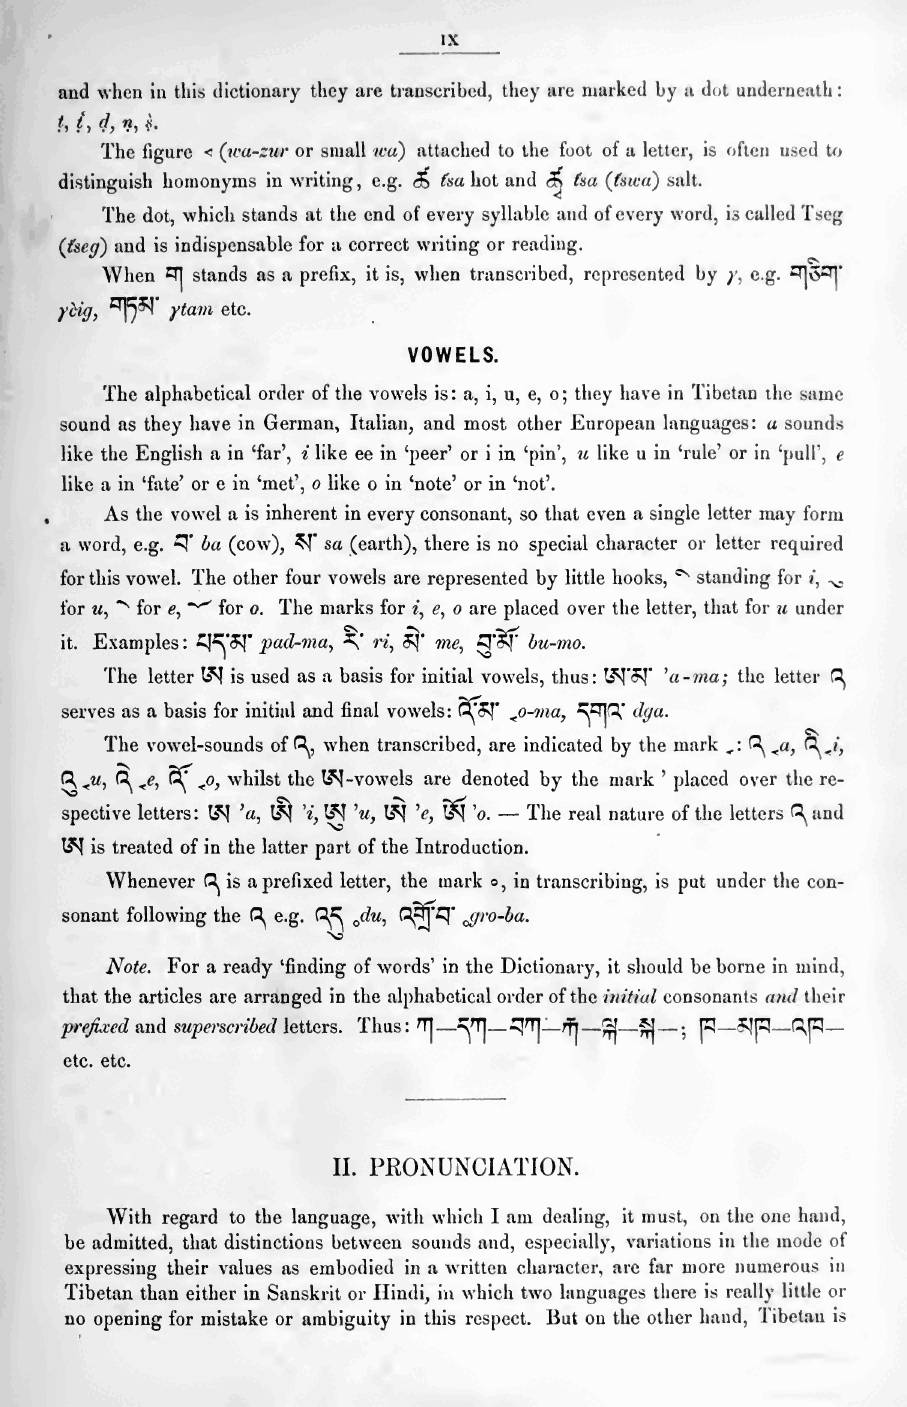 IX
and when in this dictionary they are transcribed, they are marked by a dot underneath:
ṭ, ṭ́, ḍ, ṇ, ṣ̌.
The figure ◃ (wa-zur or small wa) attached to the foot of a letter, is often used to
distinguish homonyms in writing, e.g. ཚ t́sa hot and ཚྭ t́sa (t́swa) salt.
The dot, which stands at the end of every syllable and of every word, is called Tseg
(t́seg) and is indispensable for a correct writing or reading.
When ག stands as a prefix, it is, when transcribed, represented by γ, e.g. གཅིག་
γc̀ig, གཏམ་ γtam etc.
VOWELS.
The alphabetical order of the vowels is: a, i, u, e, o; they have in Tibetan the same
sound as they have in German, Italian, and most other European languages: a sounds
like the English a in ‘far’, i like ee in ‘peer’ or i in ‘pin’, u like u in ‘rule’ or in ‘pull’, e
like a in ‘fate’ or e in ‘met’, o like o in ‘note’ or in ‘not’.
As the vowel a is inherent in every consonant, so that even a single letter may form
a word, e.g. བ་ ba (cow), ས་ sa (earth), there is no special character or letter required
for this vowel. The other four vowels are represented by little hooks, ི standing for i, ུ
for u, ེ for e, ོ for o. The marks for i, e, o are placed over the letter, that for u under
it. Examples: པད་མ་ pad-ma, རི་ ri, མེ་ me, བུ་མོ་ bu-mo.
The letter ཨ is used as a basis for initial vowels, thus: ཨ་མ་ ’a-ma; the letter འ
serves as a basis for initial and final vowels: འོ་མ་ ˱o-ma, དགའ་ dga.
The vowel-sounds of འ, when transcribed, are indicated by the mark ˱: འ ˱a, འི ˱i,
འུ ˱u, འེ ˱e, འོ་ ˱o, whilst the ཨ-vowels are denoted by the mark ’ placed over the re-
spective letters: ཨ ’a, ཨི ’i, ཨུ ’u, ཨེ ’e, ཨོ ’o. — The real nature of the letters འ and
ཨ is treated of in the latter part of the Introduction.
Whenever འ is a prefixed letter, the mark ∘, in transcribing, is put under the con-
sonant following the འ e.g. འདུ ₒdu, འགྲོ་བ་ ₒgro-ba.
Note. For a ready ‘finding of words’ in the Dictionary, it should be borne in mind,
that the articles are arranged in the alphabetical order of the initial consonants and their
prefixed and superscribed letters. Thus: ཀ—དཀ—བཀ་—རྐ—ལྐ—སྐ—; ཁ—མཁ—འཁ—
etc. etc.
II. PRONUNCIATION.
With regard to the language, with which I am dealing, it must, on the one hand,
be admitted, that distinctions between sounds and, especially, variations in the mode of
expressing their values as embodied in a written character, are far more numerous in
Tibetan than either in Sanskrit or Hindi, in which two languages there is really little or
no opening for mistake or ambiguity in this respect. But on the other hand, Tibetan is